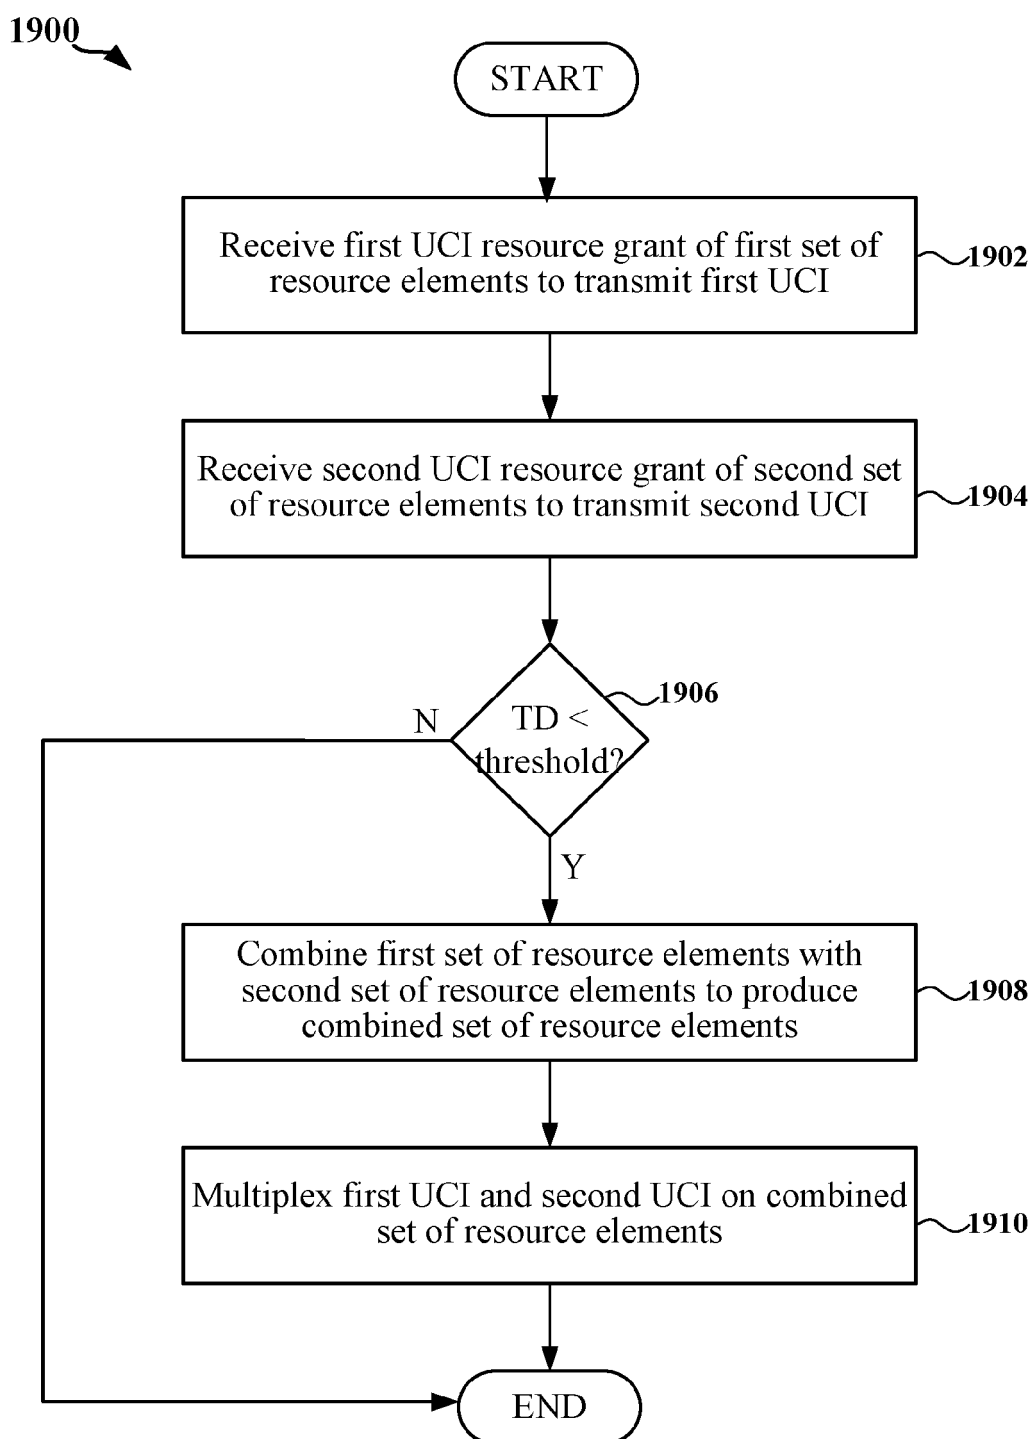 1900
START
Receive first UCI resource grant of first set of
resource elements to transmit first UCI
1902
Receive second UCI resource grant of second set
of resource elements to transmit second UCI
1904
1906
TD <
threshold?
N
Y
Combine first set of resource elements with
second set of resource elements to produce
combined set of resource elements
1908
Multiplex first UCI and second UCI on combined
set of resource elements
1910
END